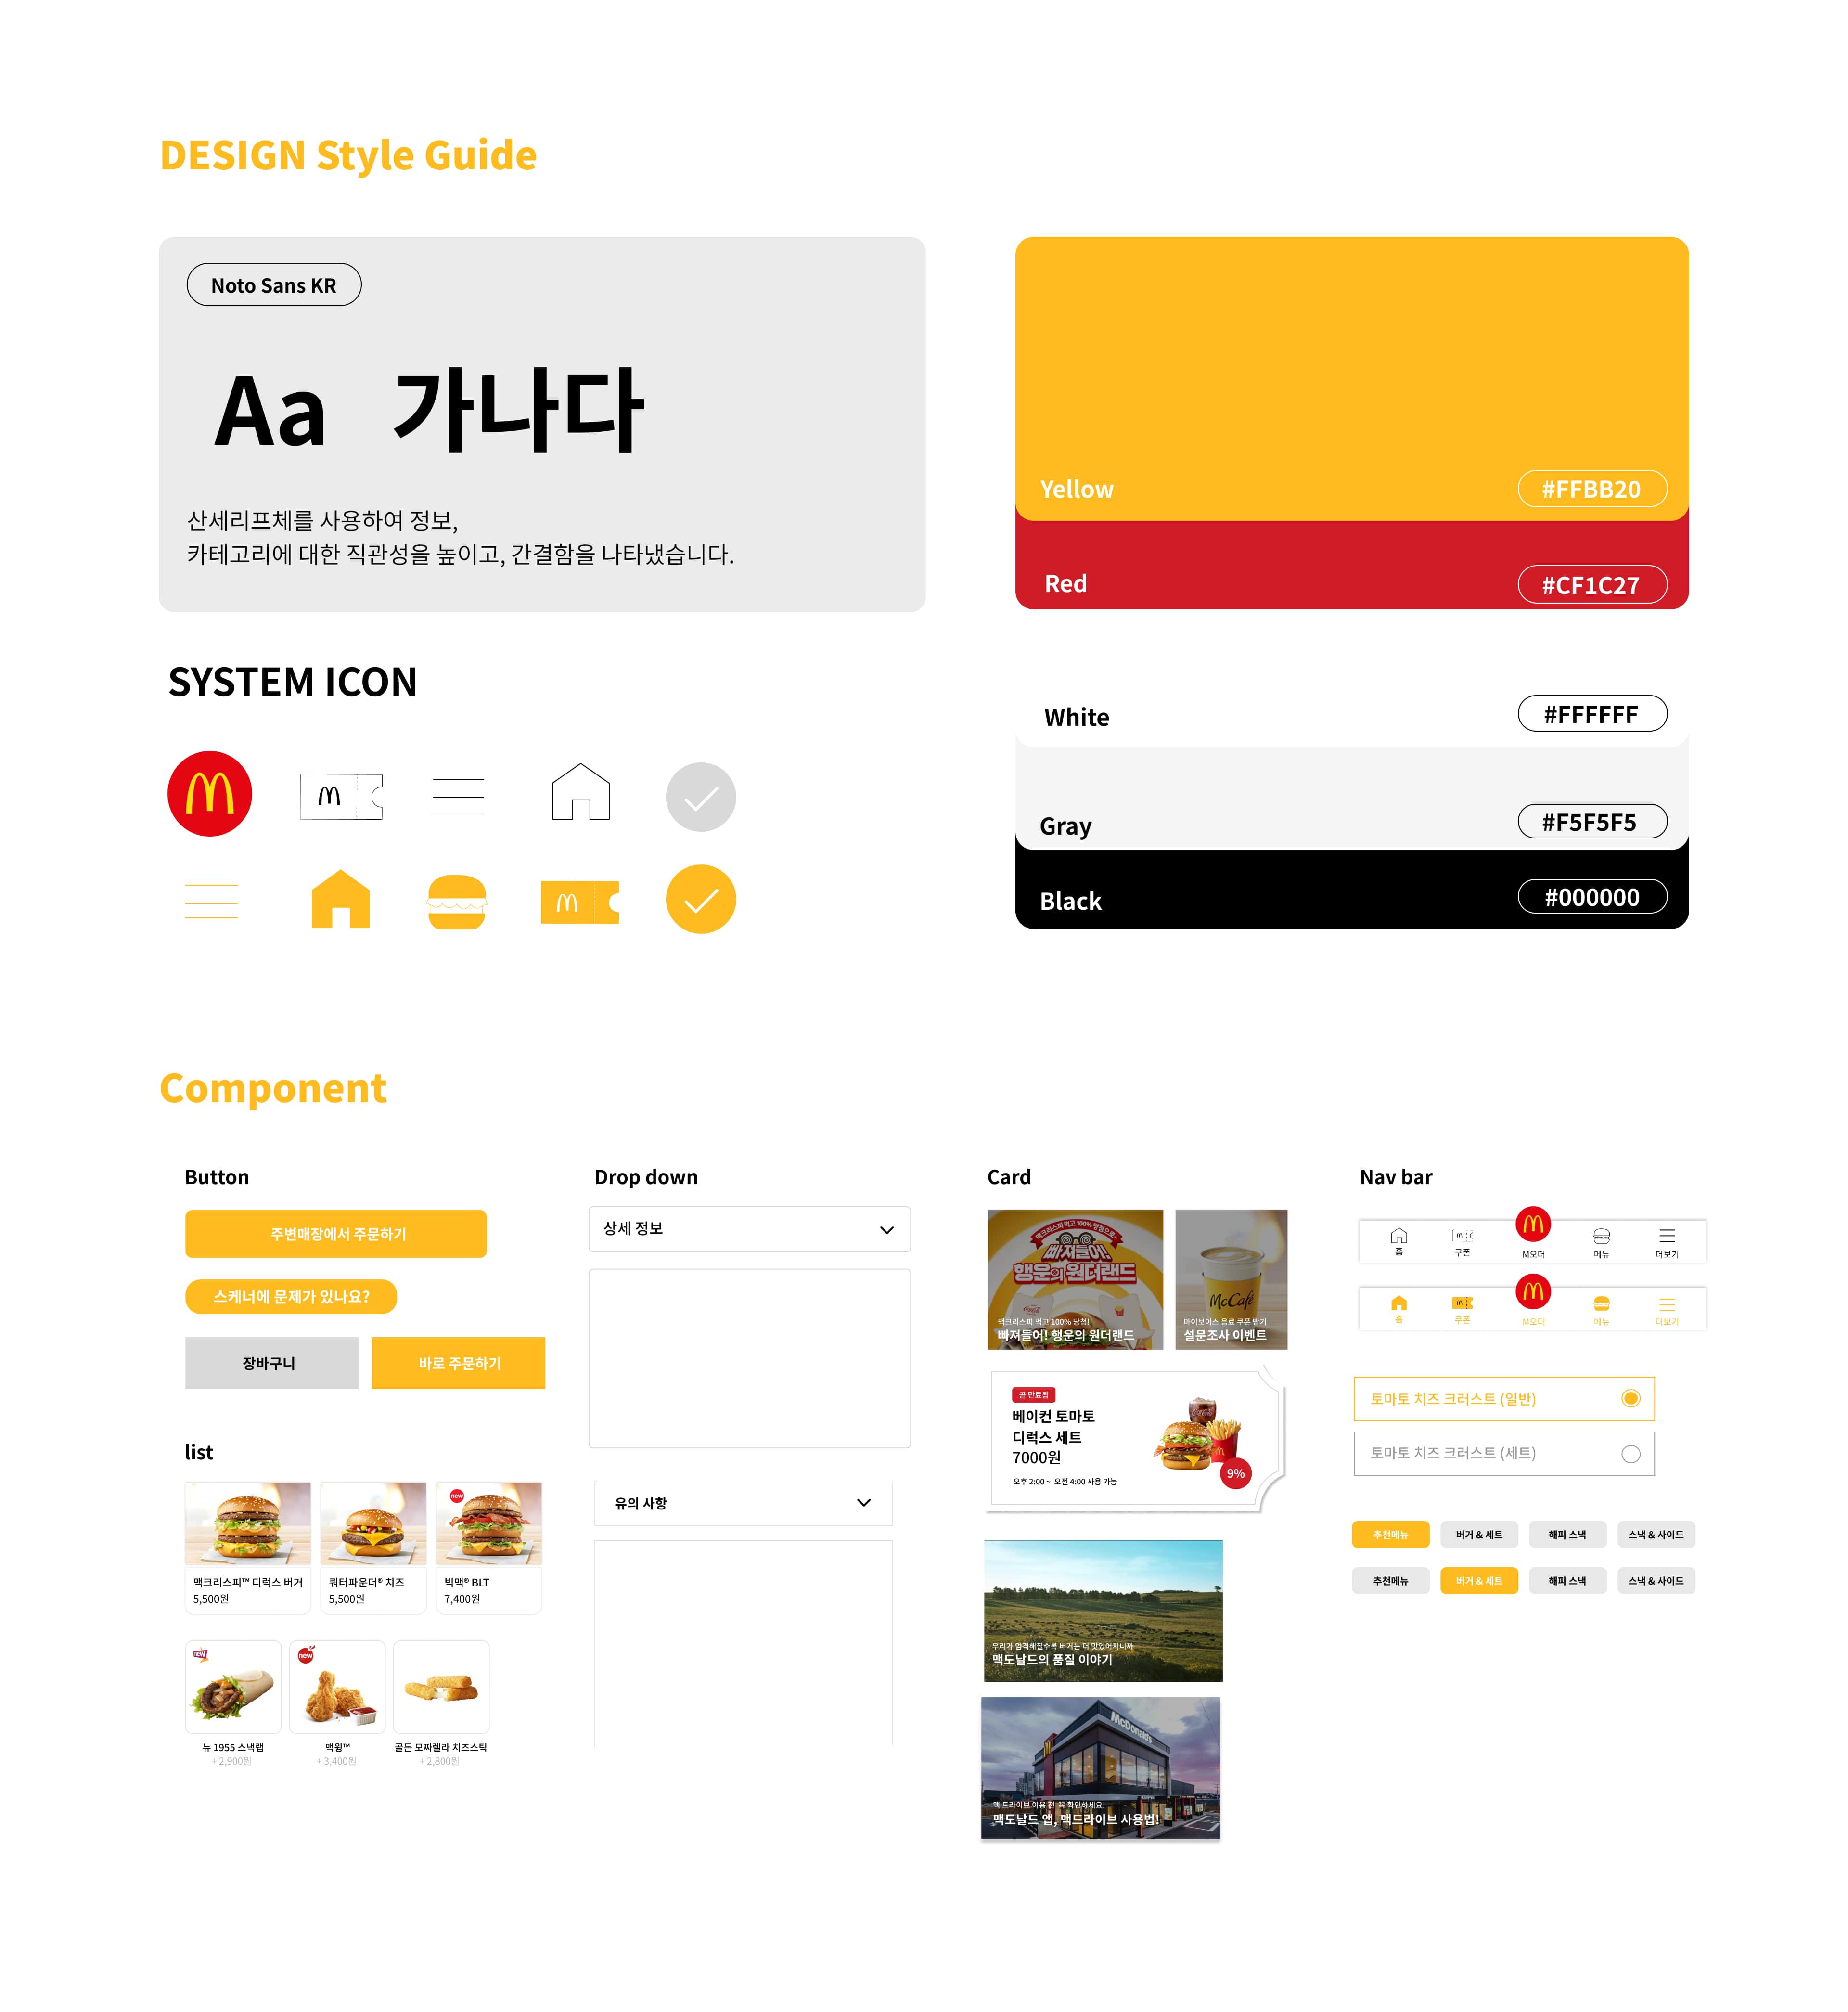 DESIGN Style Guide
Noto Sans KR
Aa 가나다
산세리프체를 사용하여 정보,
카테고리에 대한 직관성을 높이고, 간결함을 나타냈습니다.
Yellow
#FFBB20
Red
#CF1C27
White
#FFFFFF
Gray
#F5F5F5
Black
#000000
SYSTEM ICON
Component
Button
주변매장에서 주문하기
스케너에 문제가 있나요?
장바구니
바로 주문하기
list
new
맥크리스피™ 디럭스 버거
5,500원
쿼터파운더® 치즈
5,500원
빅맥® BLT
7,400원
new
new
뉴 1955 스낵랩
+ 2,900원
맥윙™
+ 3,400원
골든 모짜렐라 치즈스틱
+ 2,800원
Drop down
상세 정보
유의 사항
Card
맥크리스피 먹고 100% 당첨으로
빠져들어!
행운의 원더랜드
맥크리스피 먹고 100% 당첨!
빠져들어! 행운의 원더랜드
McCafé
마이보이스 음료 쿠폰 받기
설문조사 이벤트
곧 만료됨
베이컨 토마토
디럭스 세트
7000원
오후 2:00 ~ 오전 4:00 사용 가능
9%
우리가 엄격해질수록 버거는 더 맛있어지니까
맥도날드의 품질 이야기
McDonald's
맥 드라이브 이용 전 꼭 확인하세요!
맥도날드 앱, 맥드라이브 사용법!
Nav bar
홈
쿠폰
M오더
메뉴
더보기
홈
쿠폰
M오더
메뉴
더보기
토마토 치즈 크러스트 (일반)
토마토 치즈 크러스트 (세트)
추천메뉴
버거 & 세트
해피 스낵
스낵 & 사이드
추천메뉴
버거 & 세트
해피 스낵
스낵 & 사이드